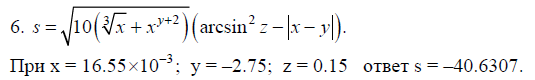 6. s = √(10(∛x + x^(y+2))) (arcsin² z – |x – y|).
При x = 16.55×10⁻³; y = –2.75; z = 0.15 ответ s = –40.6307.